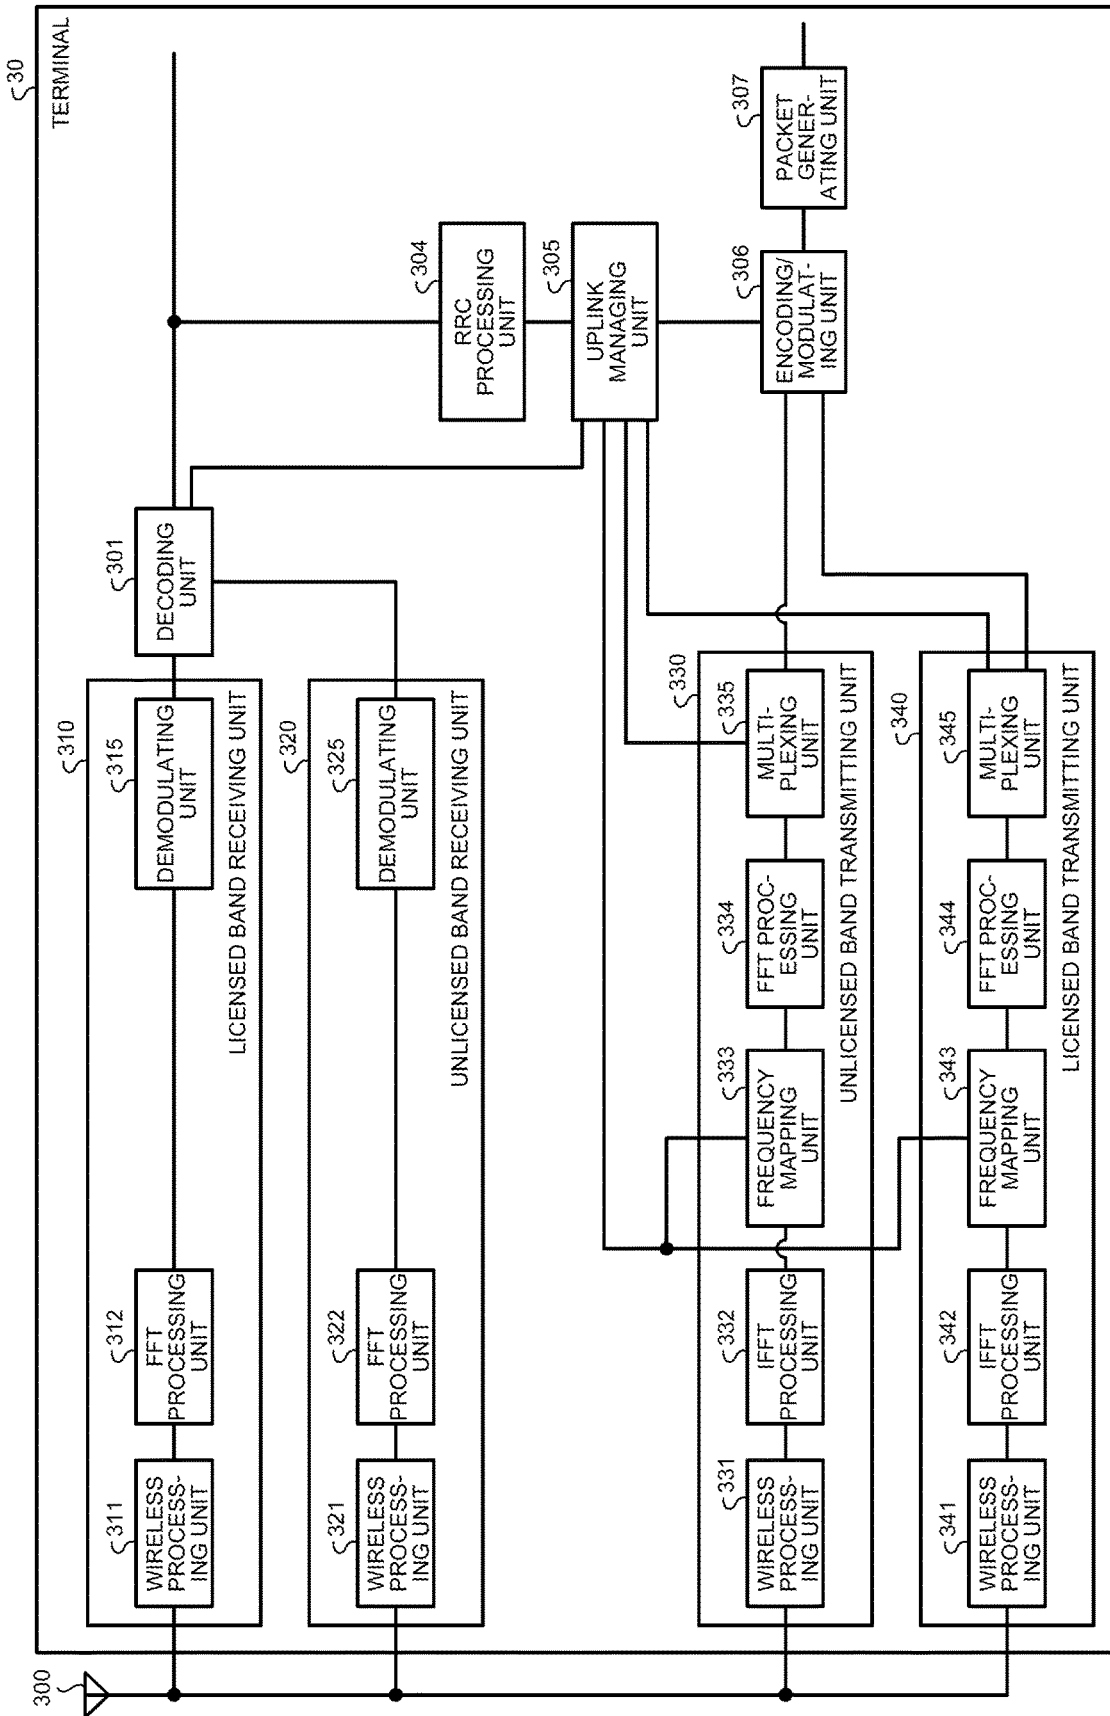 30
TERMINAL
300
310
LICENSED BAND RECEIVING UNIT
311
WIRELESS
PROCESS-
ING UNIT
312
FFT
PROCESSING
UNIT
315
DEMODULATING
UNIT
301
DECODING
UNIT
320
UNLICENSED BAND RECEIVING UNIT
321
WIRELESS
PROCESS-
ING UNIT
322
FFT
PROCESSING
UNIT
325
DEMODULATING
UNIT
304
RRC
PROCESSING
UNIT
305
UPLINK
MANAGING
UNIT
306
ENCODING/
MODULAT-
ING UNIT
307
PACKET
GENER-
ATING UNIT
330
UNLICENSED BAND TRANSMITTING UNIT
331
WIRELESS
PROCESS-
ING UNIT
332
IFFT
PROCESSING
UNIT
333
FREQUENCY
MAPPING
UNIT
334
FFT PROC-
ESSING
UNIT
335
MULTI-
PLEXING
UNIT
340
LICENSED BAND TRANSMITTING UNIT
341
WIRELESS
PROCESS-
ING UNIT
342
IFFT
PROCESSING
UNIT
343
FREQUENCY
MAPPING
UNIT
344
FFT PROC-
ESSING
UNIT
345
MULTI-
PLEXING
UNIT